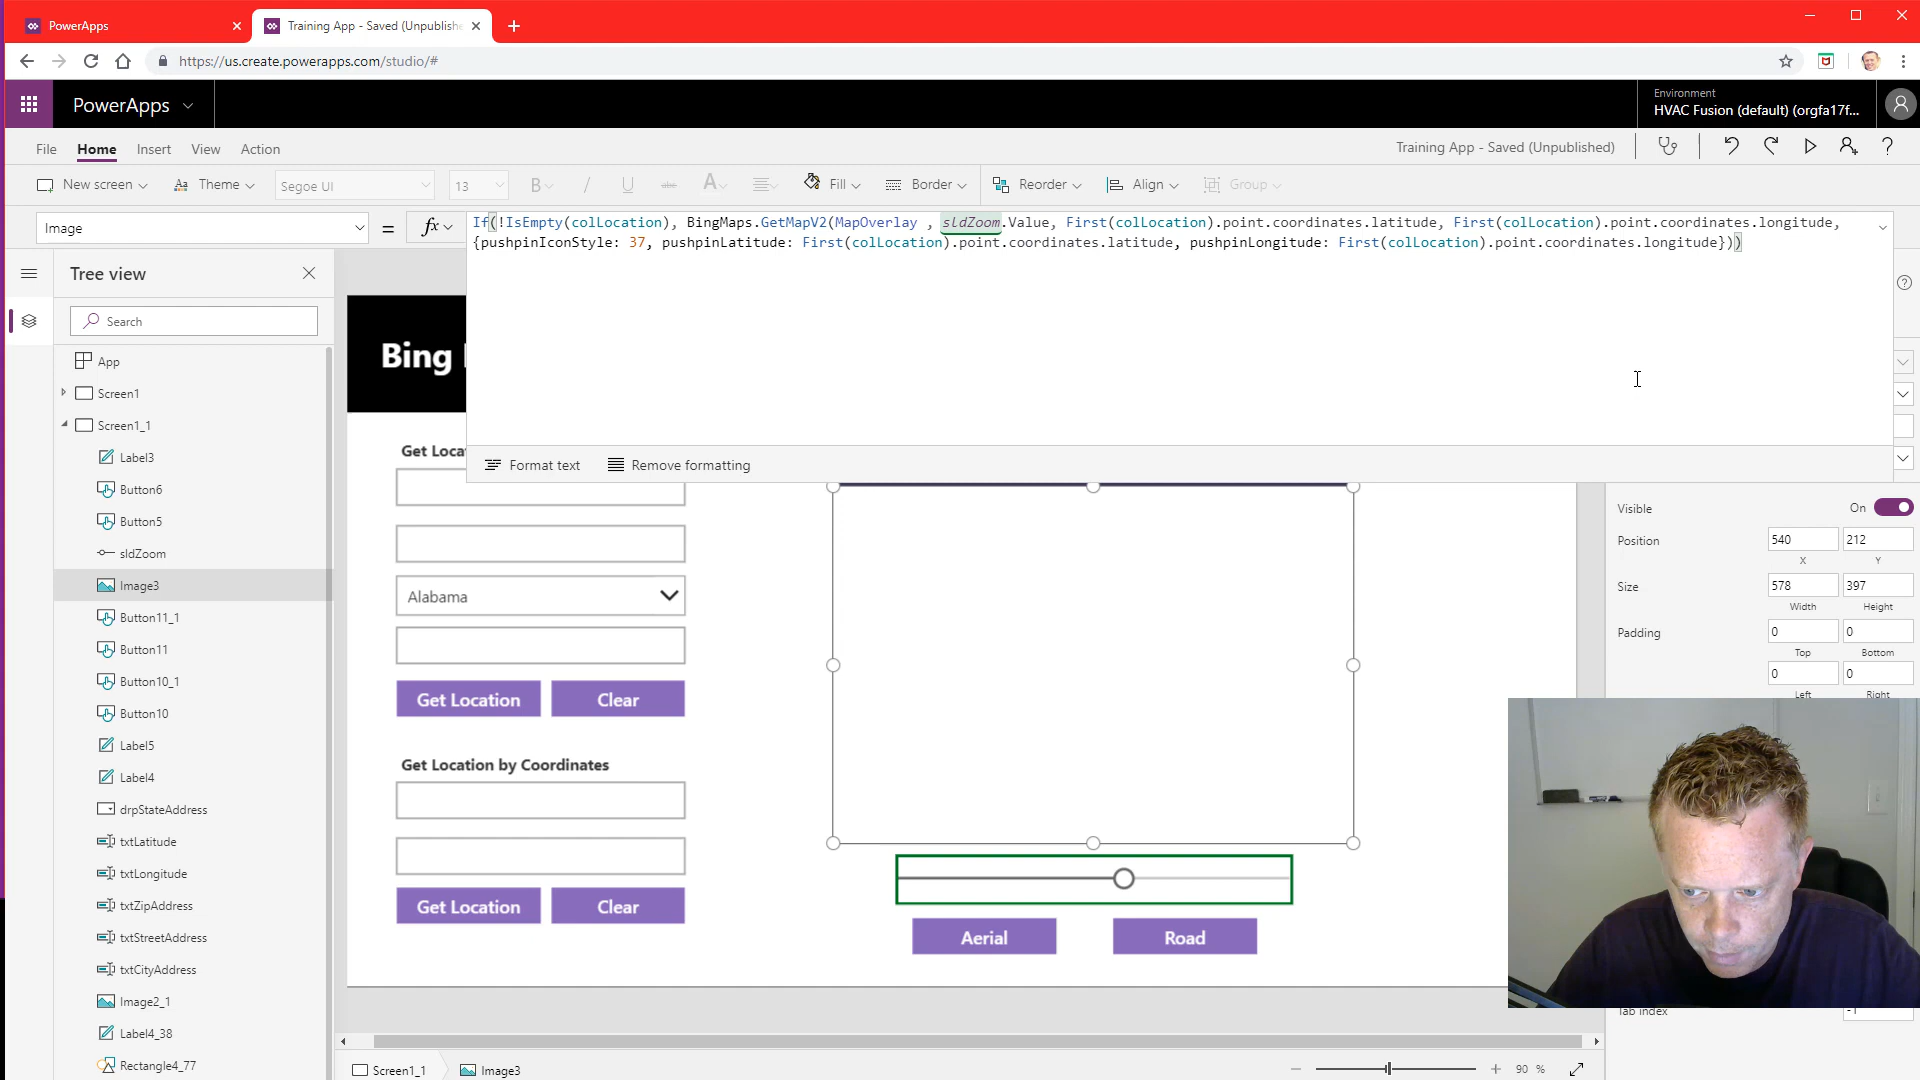 PowerApps
Training App - Saved (Unpublishe
https://us.create.powerapps.com/studio/#
PowerApps
Environment
HVAC Fusion (default) (orgfa17f...
File Home Insert View Action
Training App - Saved (Unpublished)
New screen Theme Segoe UI 13 B Fill Border Reorder Align Group
Image = fx
If(!IsEmpty(colLocation), BingMaps.GetMapV2(MapOverlay , sldZoom.Value, First(colLocation).point.coordinates.latitude, First(colLocation).point.coordinates.longitude,
{pushpinIconStyle: 37, pushpinLatitude: First(colLocation).point.coordinates.latitude, pushpinLongitude: First(colLocation).point.coordinates.longitude}))
Format text Remove formatting
Tree view
Search
App
Screen1
Screen1_1
Label3
Button6
Button5
sldZoom
Image3
Button11_1
Button11
Button10_1
Button10
Label5
Label4
drpStateAddress
txtLatitude
txtLongitude
txtZipAddress
txtStreetAddress
txtCityAddress
Image2_1
Label4_38
Rectangle4_77
Bing
Get Loca
Alabama
Get Location Clear
Get Location by Coordinates
Get Location Clear
Aerial Road
Visible On
Position 540 212
X Y
Size 578 397
Width Height
Padding 0 0
Top Bottom
0 0
Left Right
Tab index -1
Screen1_1 Image3
90 %